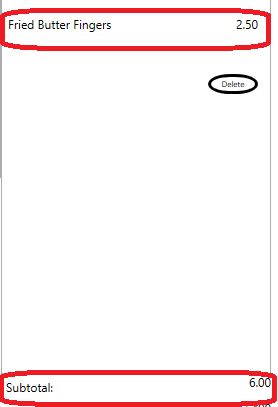 Fried Butter Fingers 2.50
Delete
Subtotal: 6.00